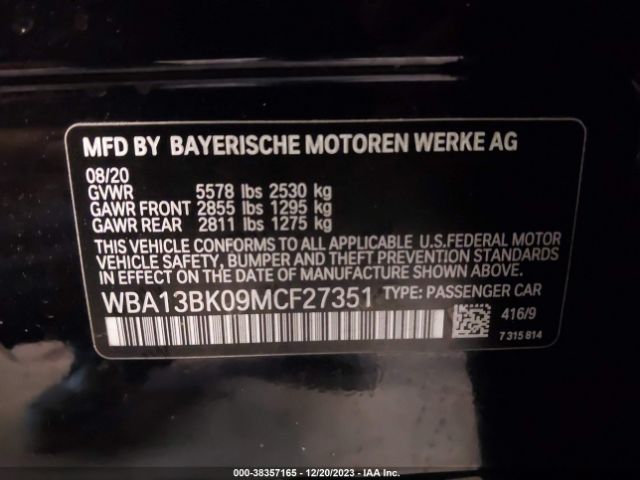 MFD BY BAYERISCHE MOTOREN WERKE AG
08/20
GVWR 5578 lbs 2530 kg
GAWR FRONT 2855 lbs 1295 kg
GAWR REAR 2811 lbs 1275 kg
THIS VEHICLE CONFORMS TO ALL APPLICABLE U.S.FEDERAL MOTOR
VEHICLE SAFETY, BUMPER AND THEFT PREVENTION STANDARDS
IN EFFECT ON THE DATE OF MANUFACTURE SHOWN ABOVE.
WBA13BK09MCF27351 TYPE: PASSENGER CAR
416/9
7 315 814
© - 38357165 - 12/20/2023 - IAA Inc.